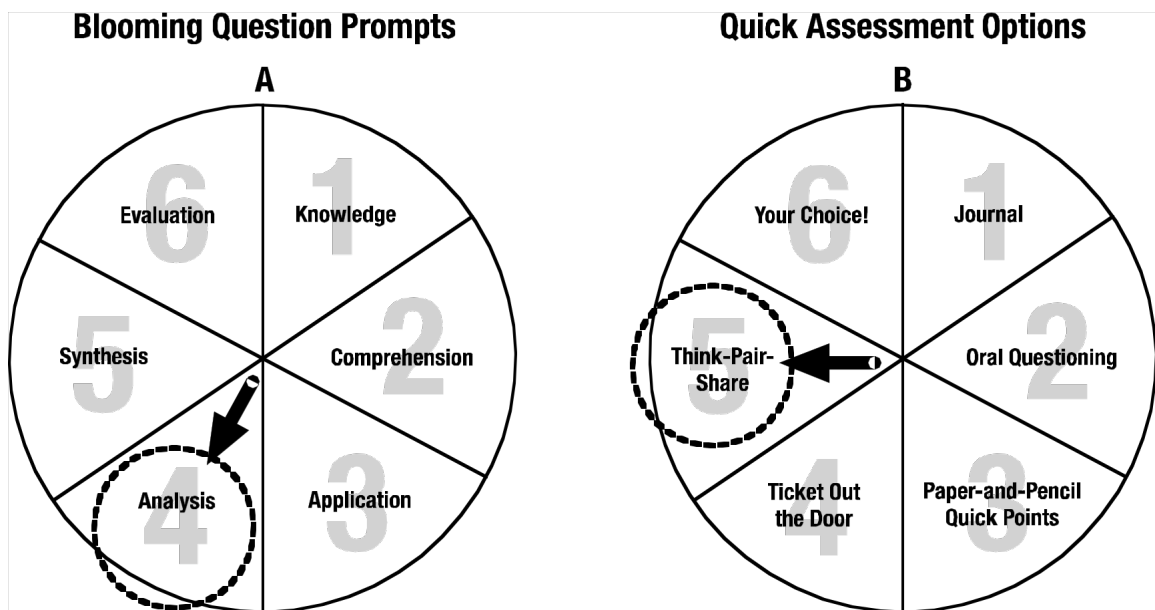 Blooming Question Prompts
A
6
Evaluation
1
Knowledge
5
Synthesis
2
Comprehension
4
Analysis
3
Application
Quick Assessment Options
B
6
Your Choice!
1
Journal
5
Think-Pair-
Share
2
Oral Questioning
4
Ticket Out
the Door
3
Paper-and-Pencil
Quick Points